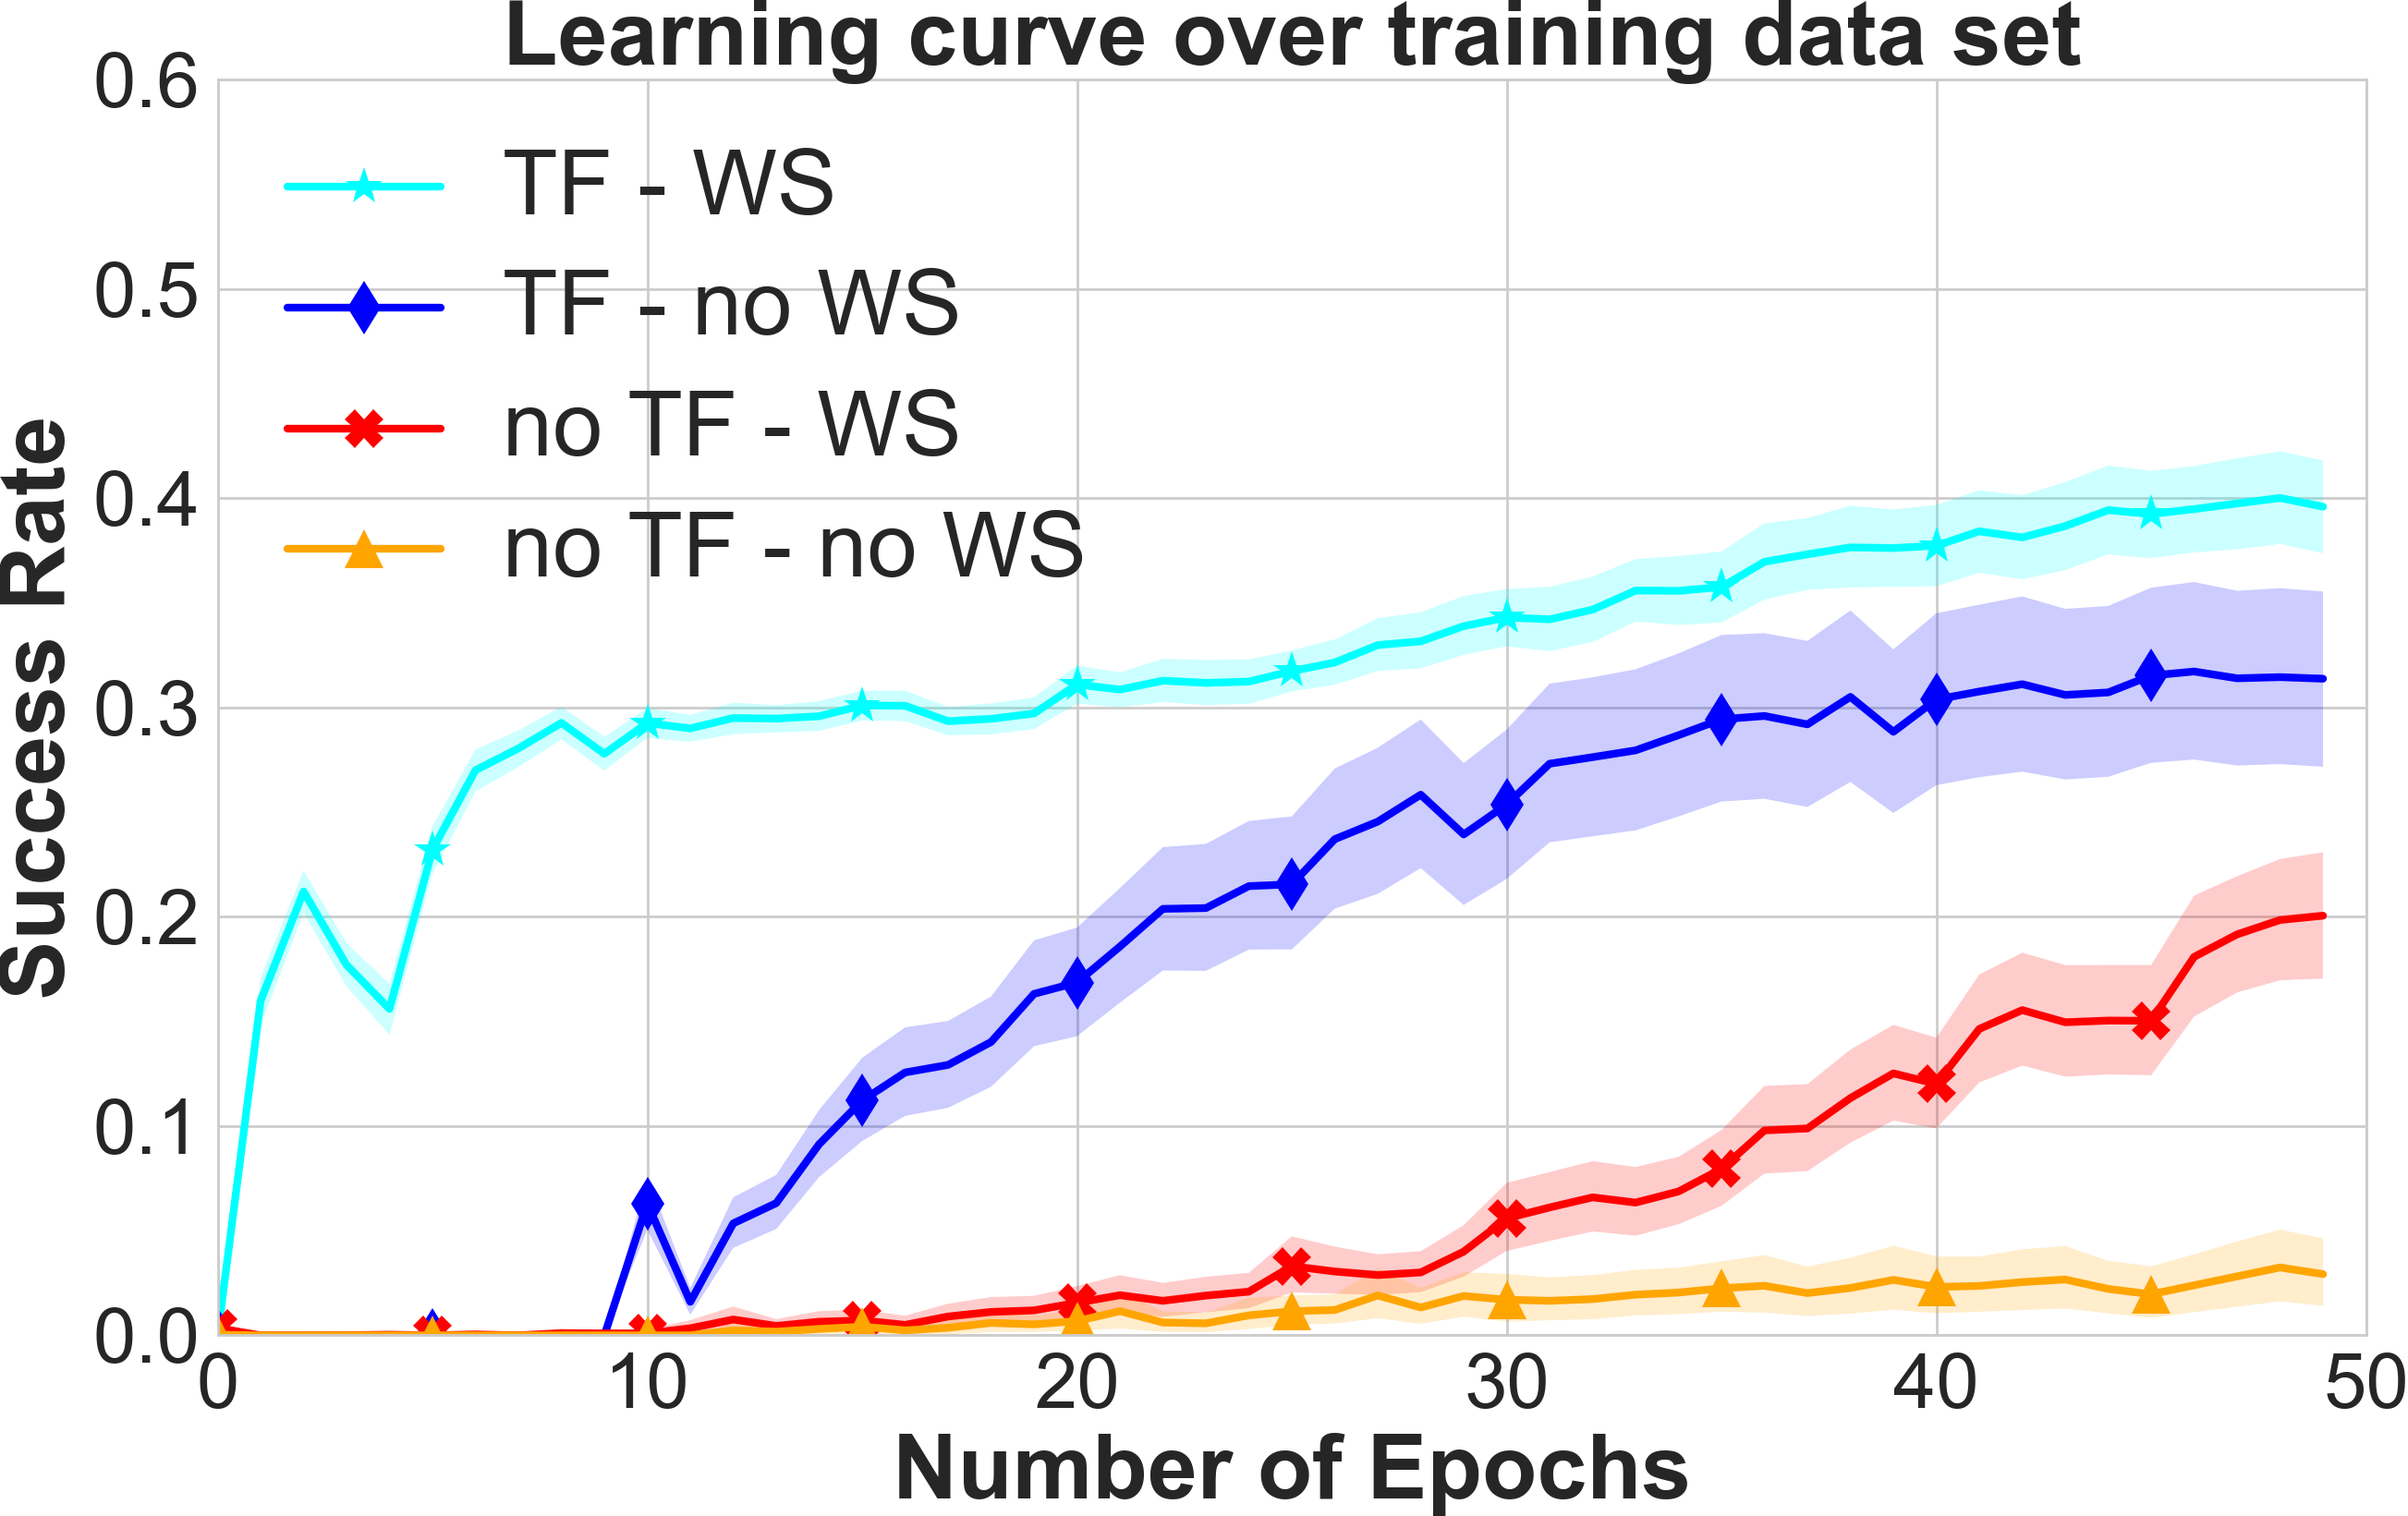 Learning curve over training data set
0.6
0.5
0.4
0.3
0.2
0.1
0.0
TF - WS
TF - no WS
no TF - WS
no TF - no WS
Success Rate
0 10 20 30 40 50
Number of Epochs